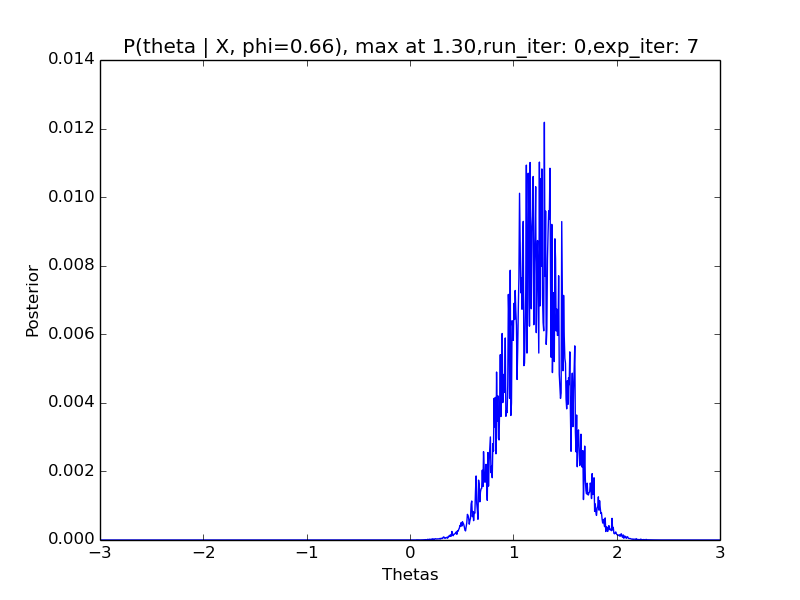 P(theta | X, phi=0.66), max at 1.30,run_iter: 0,exp_iter: 7
0.014
0.012
0.010
0.008
0.006
0.004
0.002
0.000
Posterior
−3 −2 −1 0 1 2 3
Thetas